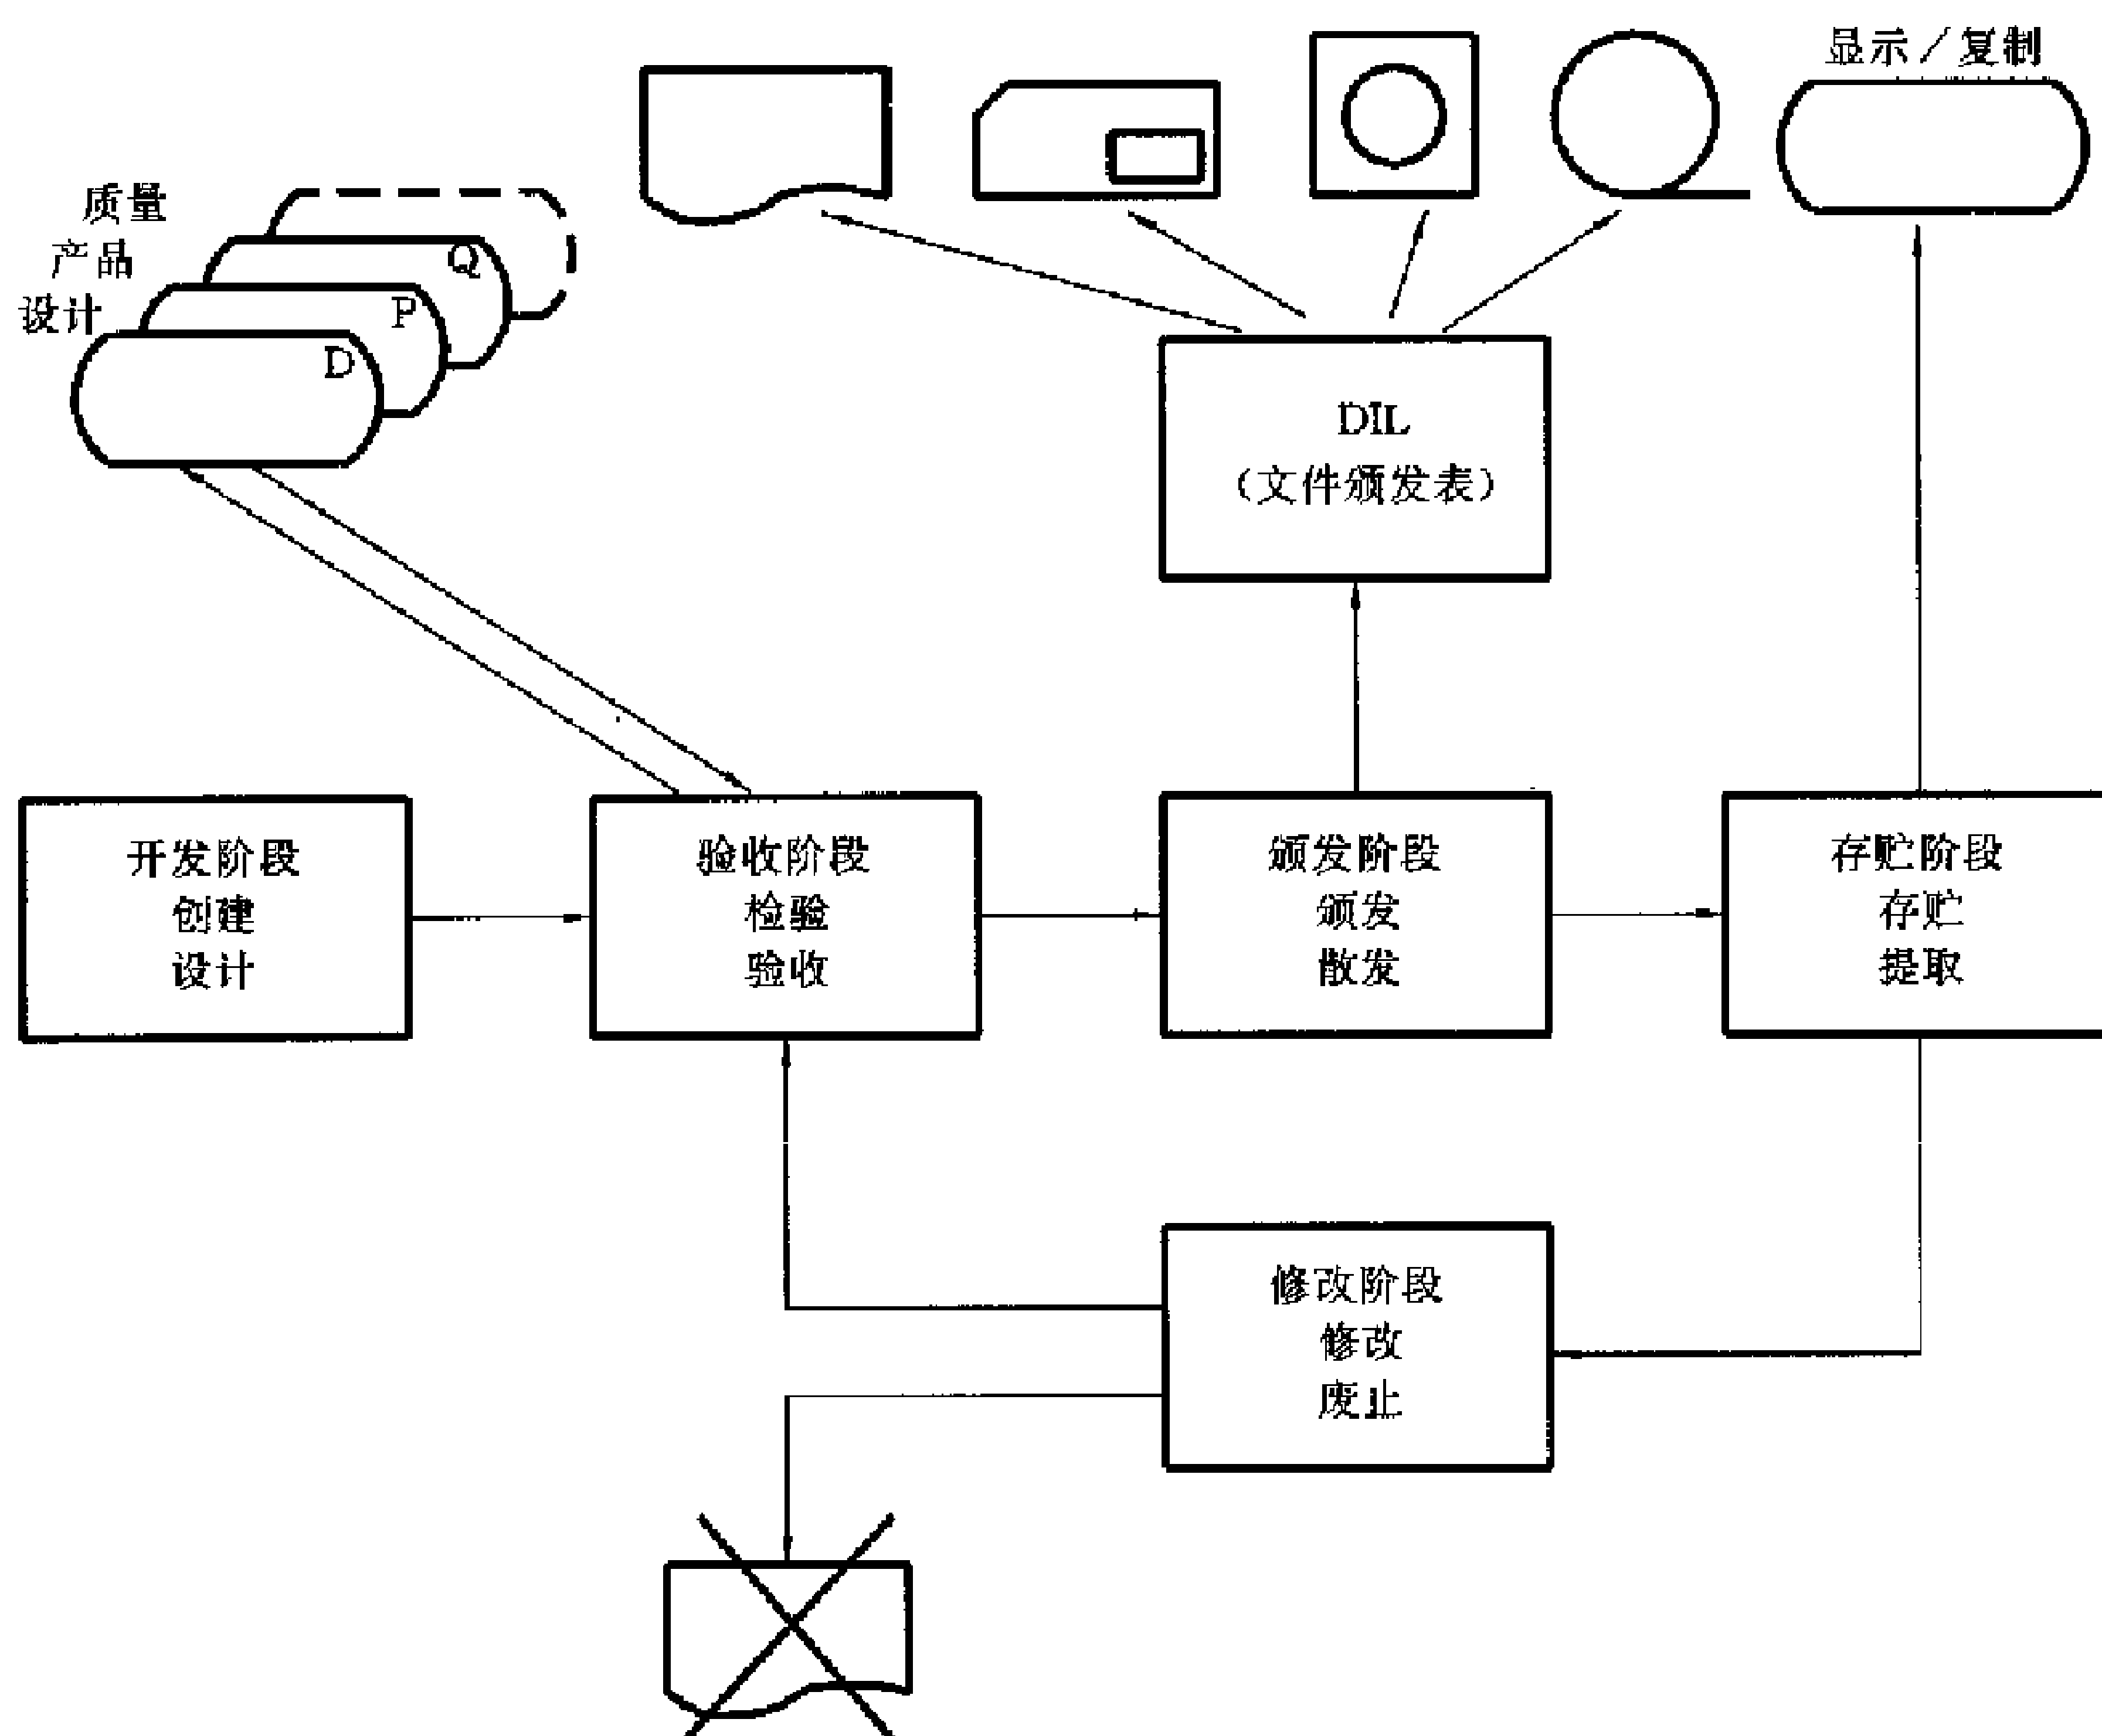 显示／复制
质量
产品
设计
Q
P
D
DIL
（文件颁发表）
开发阶段
创建
设计
验收阶段
检验
验收
颁发阶段
颁发
散发
存贮阶段
存贮
提取
修改阶段
修改
废止